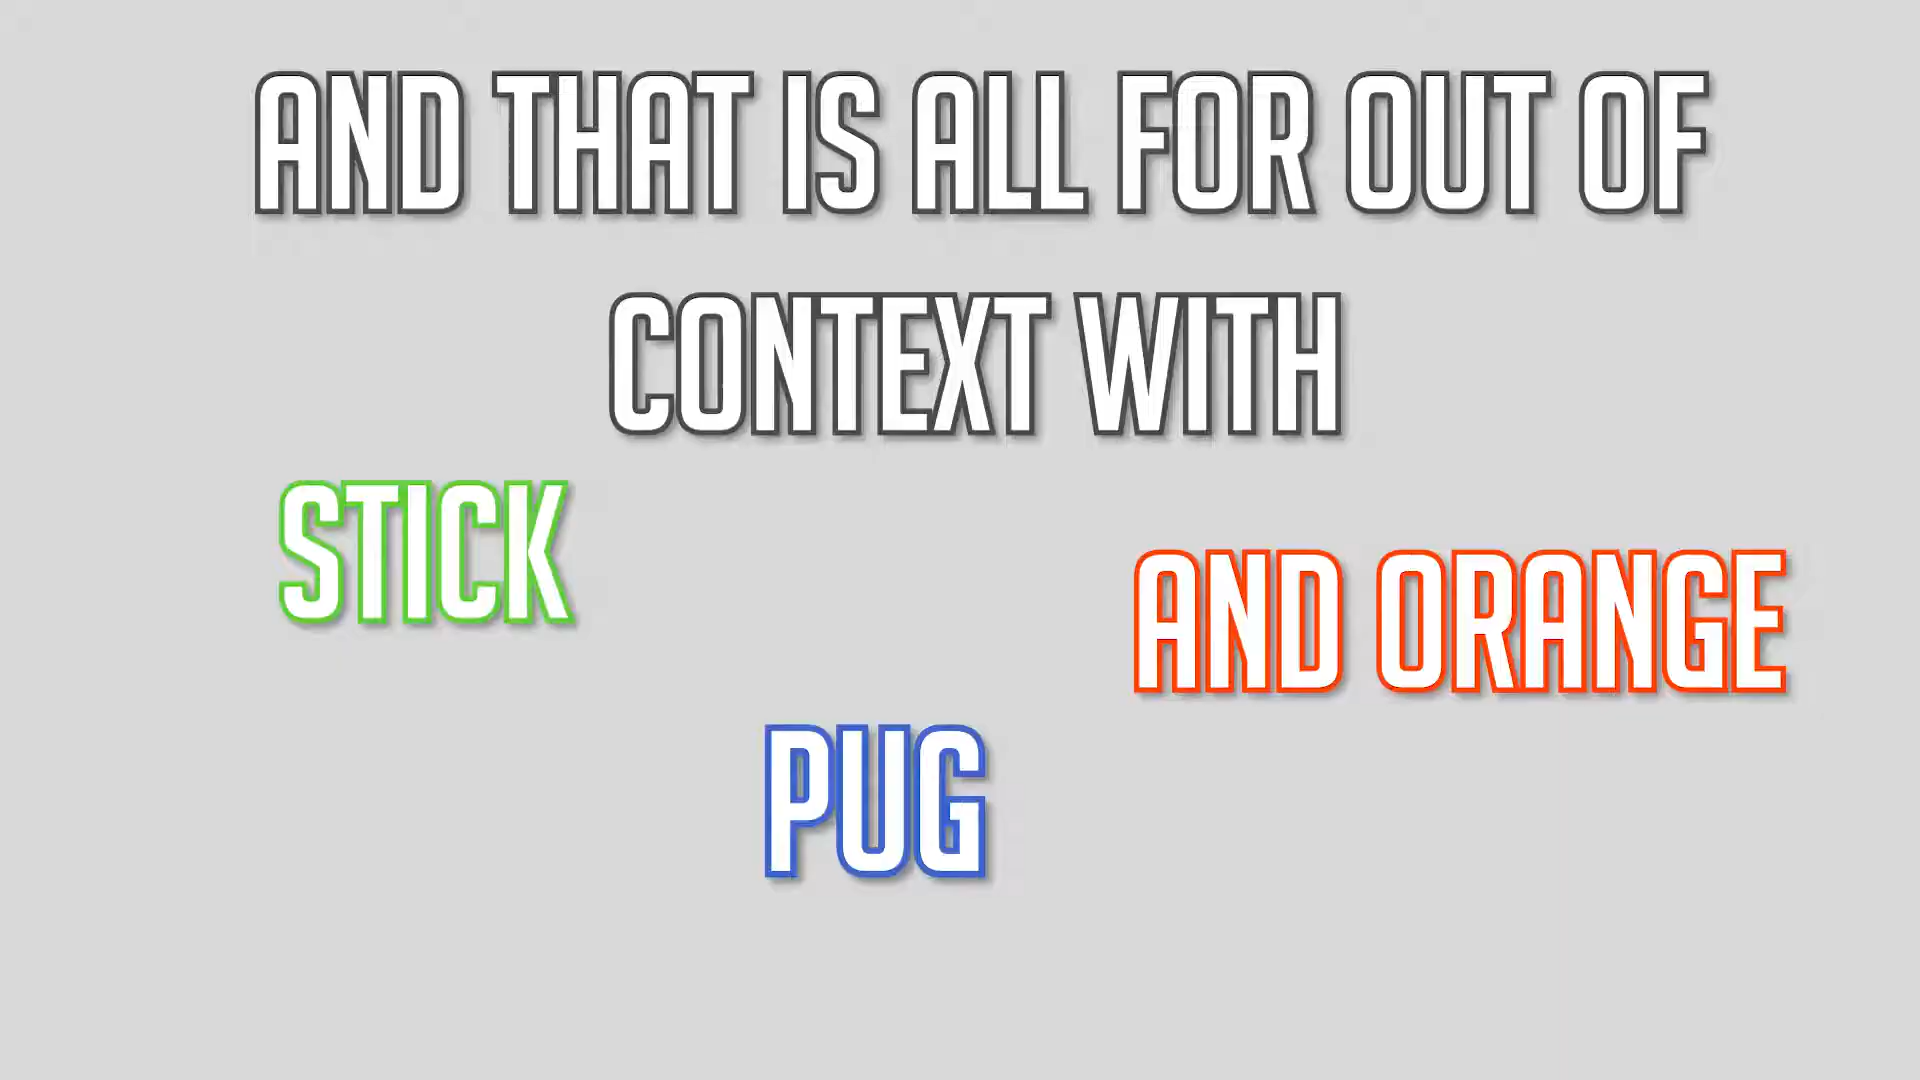 AND THAT IS ALL FOR OUT OF
CONTEXT WITH
STICK
PUG
AND ORANGE